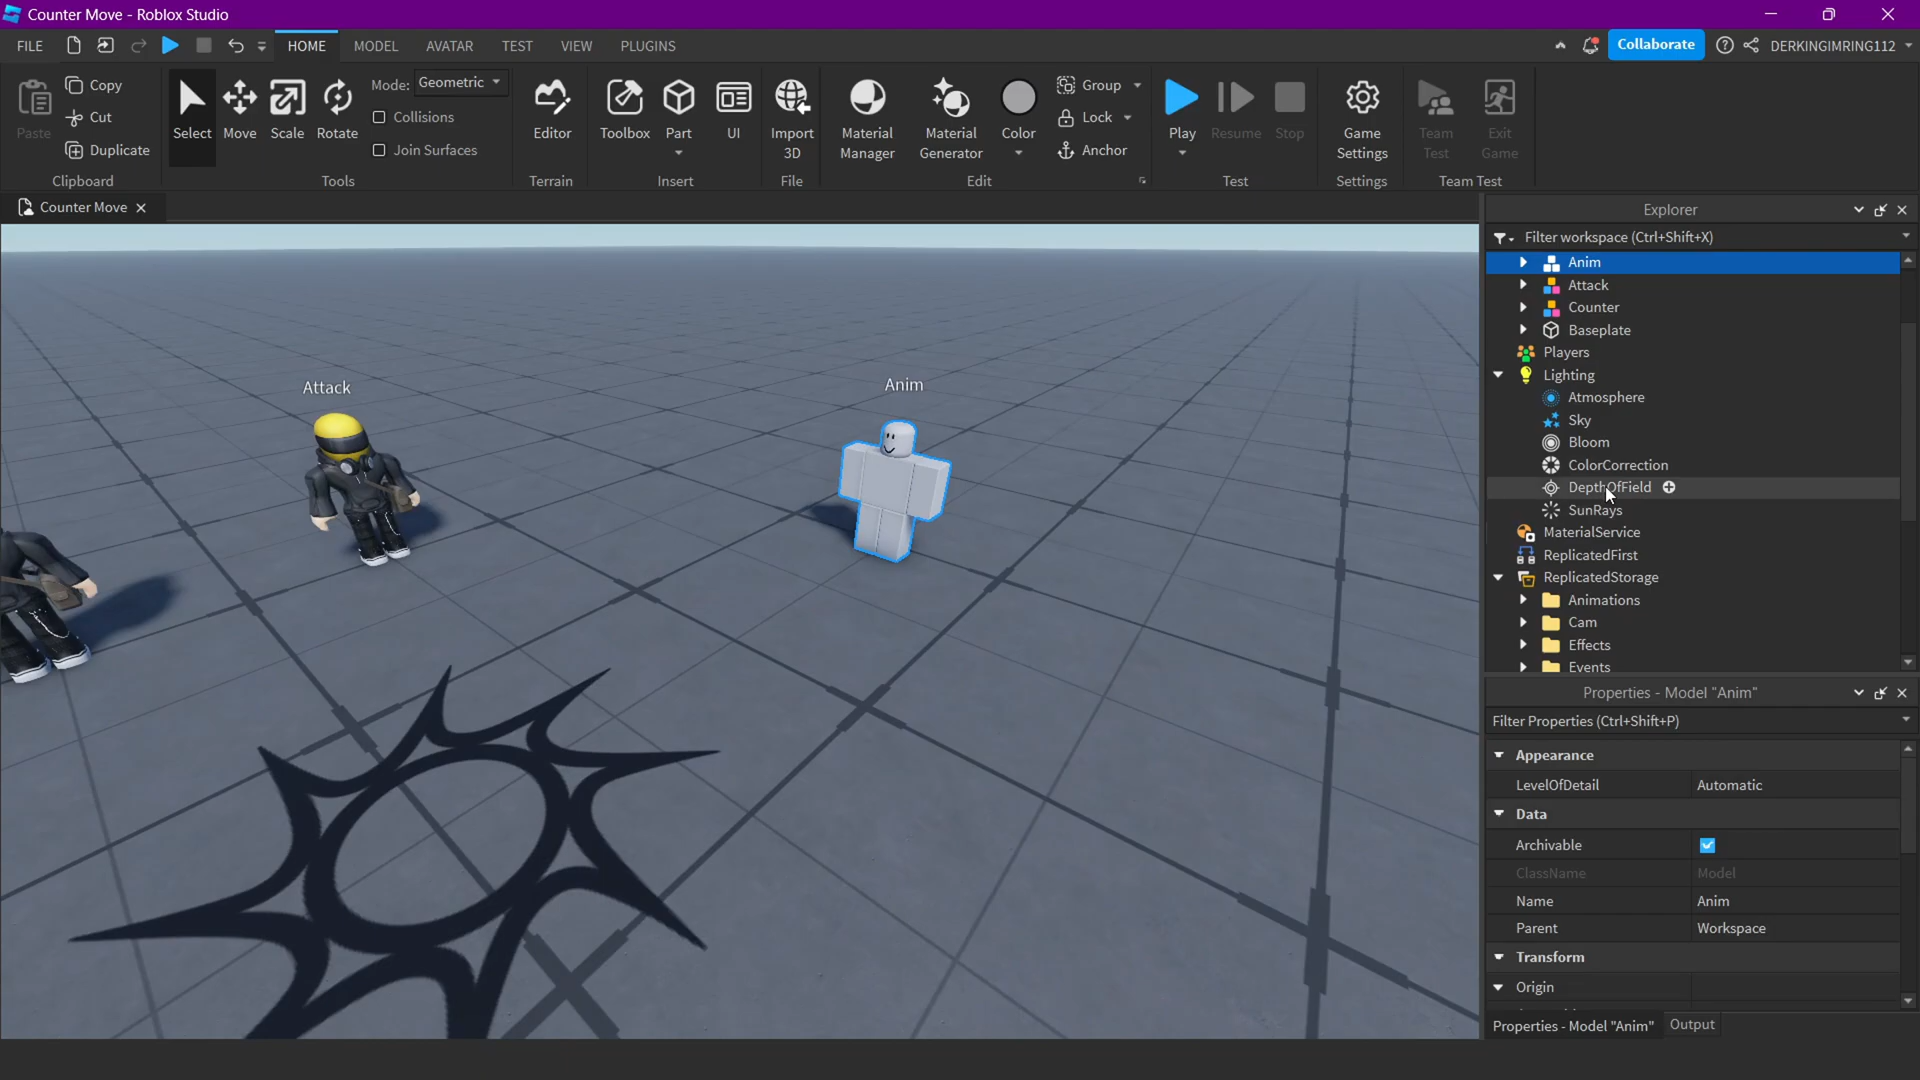 Counter Move - Roblox Studio
FILE HOME MODEL AVATAR TEST VIEW PLUGINS Collaborate DERKINGIMRING112
Paste
Copy
Cut
Duplicate
Clipboard
Select Move Scale Rotate
Mode: Geometric
Collisions
Join Surfaces
Tools
Editor
Terrain
Toolbox Part UI
Insert
Import
3D
File
Material
Manager
Material
Generator
Color
Group
Lock
Anchor
Edit
Play Resume Stop
Test
Game
Settings
Settings
Team
Test
Exit
Game
Team Test
Counter Move
Attack
Anim
Explorer
Filter workspace (Ctrl+Shift+X)
Anim
Attack
Counter
Baseplate
Players
Lighting
Atmosphere
Sky
Bloom
ColorCorrection
DepthOfField
SunRays
MaterialService
ReplicatedFirst
ReplicatedStorage
Animations
Cam
Effects
Events
Properties - Model "Anim"
Filter Properties (Ctrl+Shift+P)
Appearance
LevelOfDetail Automatic
Data
Archivable
ClassName Model
Name Anim
Parent Workspace
Transform
Origin
Properties - Model "Anim" Output